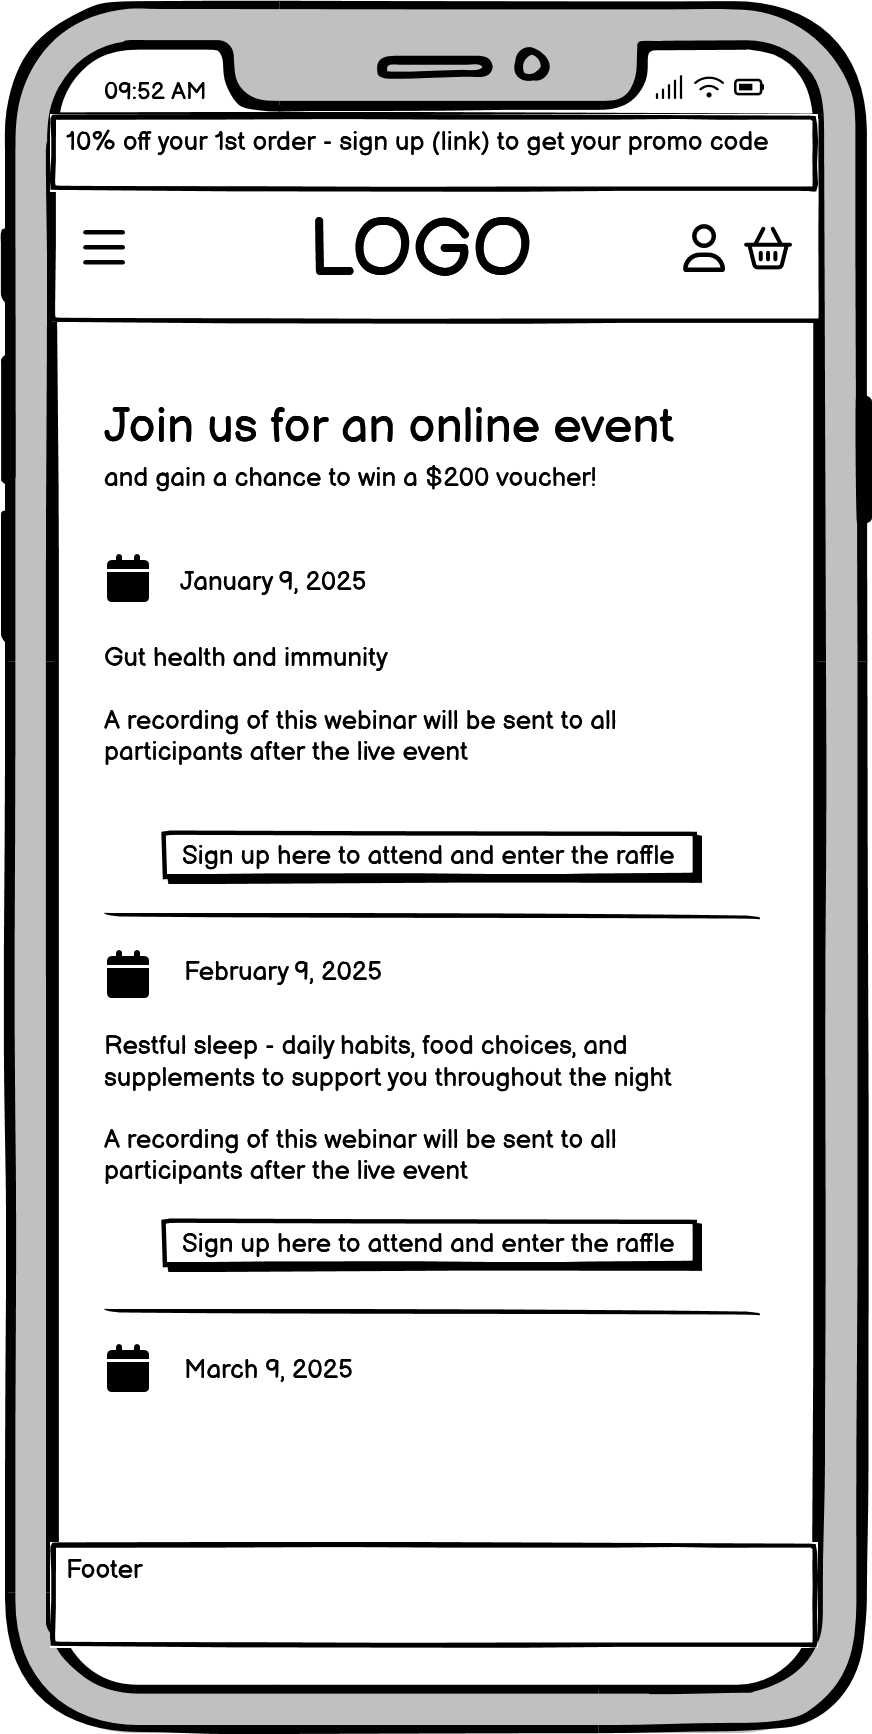 09:52 AM
10% off your 1st order - sign up (link) to get your promo code
LOGO
Join us for an online event
and gain a chance to win a $200 voucher!
January 9, 2025
Gut health and immunity
A recording of this webinar will be sent to all
participants after the live event
Sign up here to attend and enter the raffle
February 9, 2025
Restful sleep - daily habits, food choices, and
supplements to support you throughout the night
A recording of this webinar will be sent to all
participants after the live event
Sign up here to attend and enter the raffle
March 9, 2025
Footer